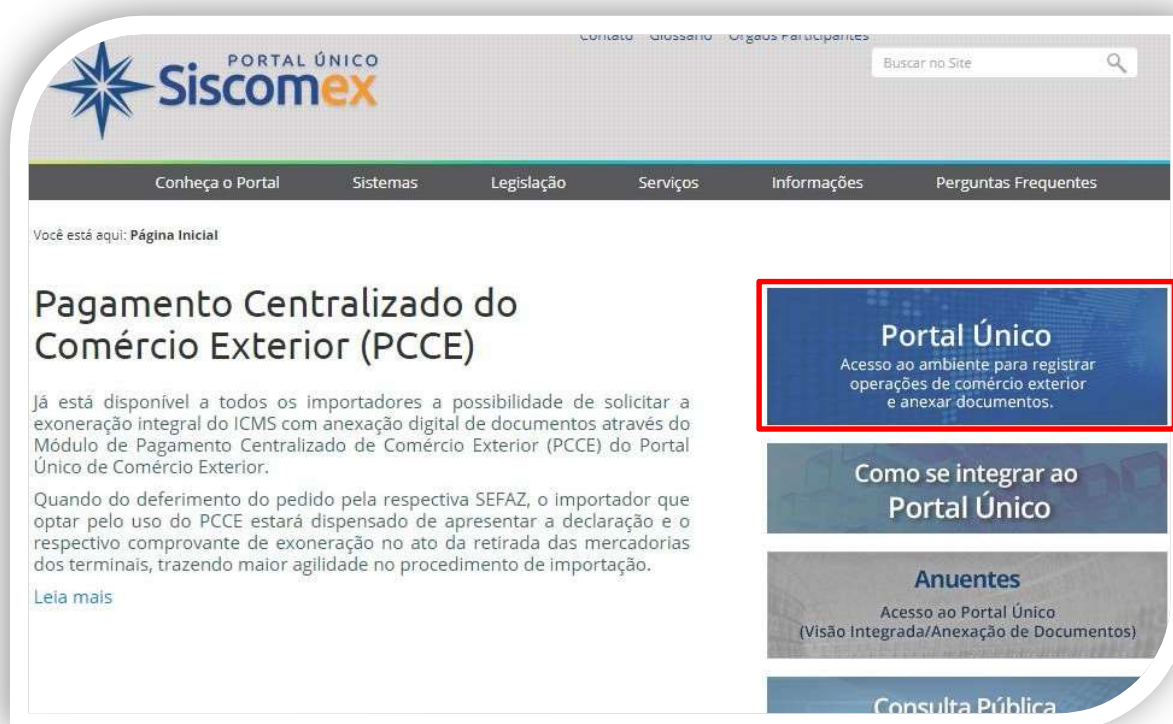 Contato Glossário Órgãos Participantes
PORTAL ÚNICO
Siscomex
Buscar no Site
Conheça o Portal Sistemas Legislação Serviços Informações Perguntas Frequentes
Você está aqui: Página Inicial
Pagamento Centralizado do
Comércio Exterior (PCCE)
Já está disponível a todos os importadores a possibilidade de solicitar a
exoneração integral do ICMS com anexação digital de documentos através do
Módulo de Pagamento Centralizado de Comércio Exterior (PCCE) do Portal
Único de Comércio Exterior.
Quando do deferimento do pedido pela respectiva SEFAZ, o importador que
optar pelo uso do PCCE estará dispensado de apresentar a declaração e o
respectivo comprovante de exoneração no ato da retirada das mercadorias
dos terminais, trazendo maior agilidade no procedimento de importação.
Leia mais
Portal Único
Acesso ao ambiente para registrar
operações de comércio exterior
e anexar documentos.
Como se integrar ao
Portal Único
Anuentes
Acesso ao Portal Único
(Visão Integrada/Anexação de Documentos)
Consulta Pública